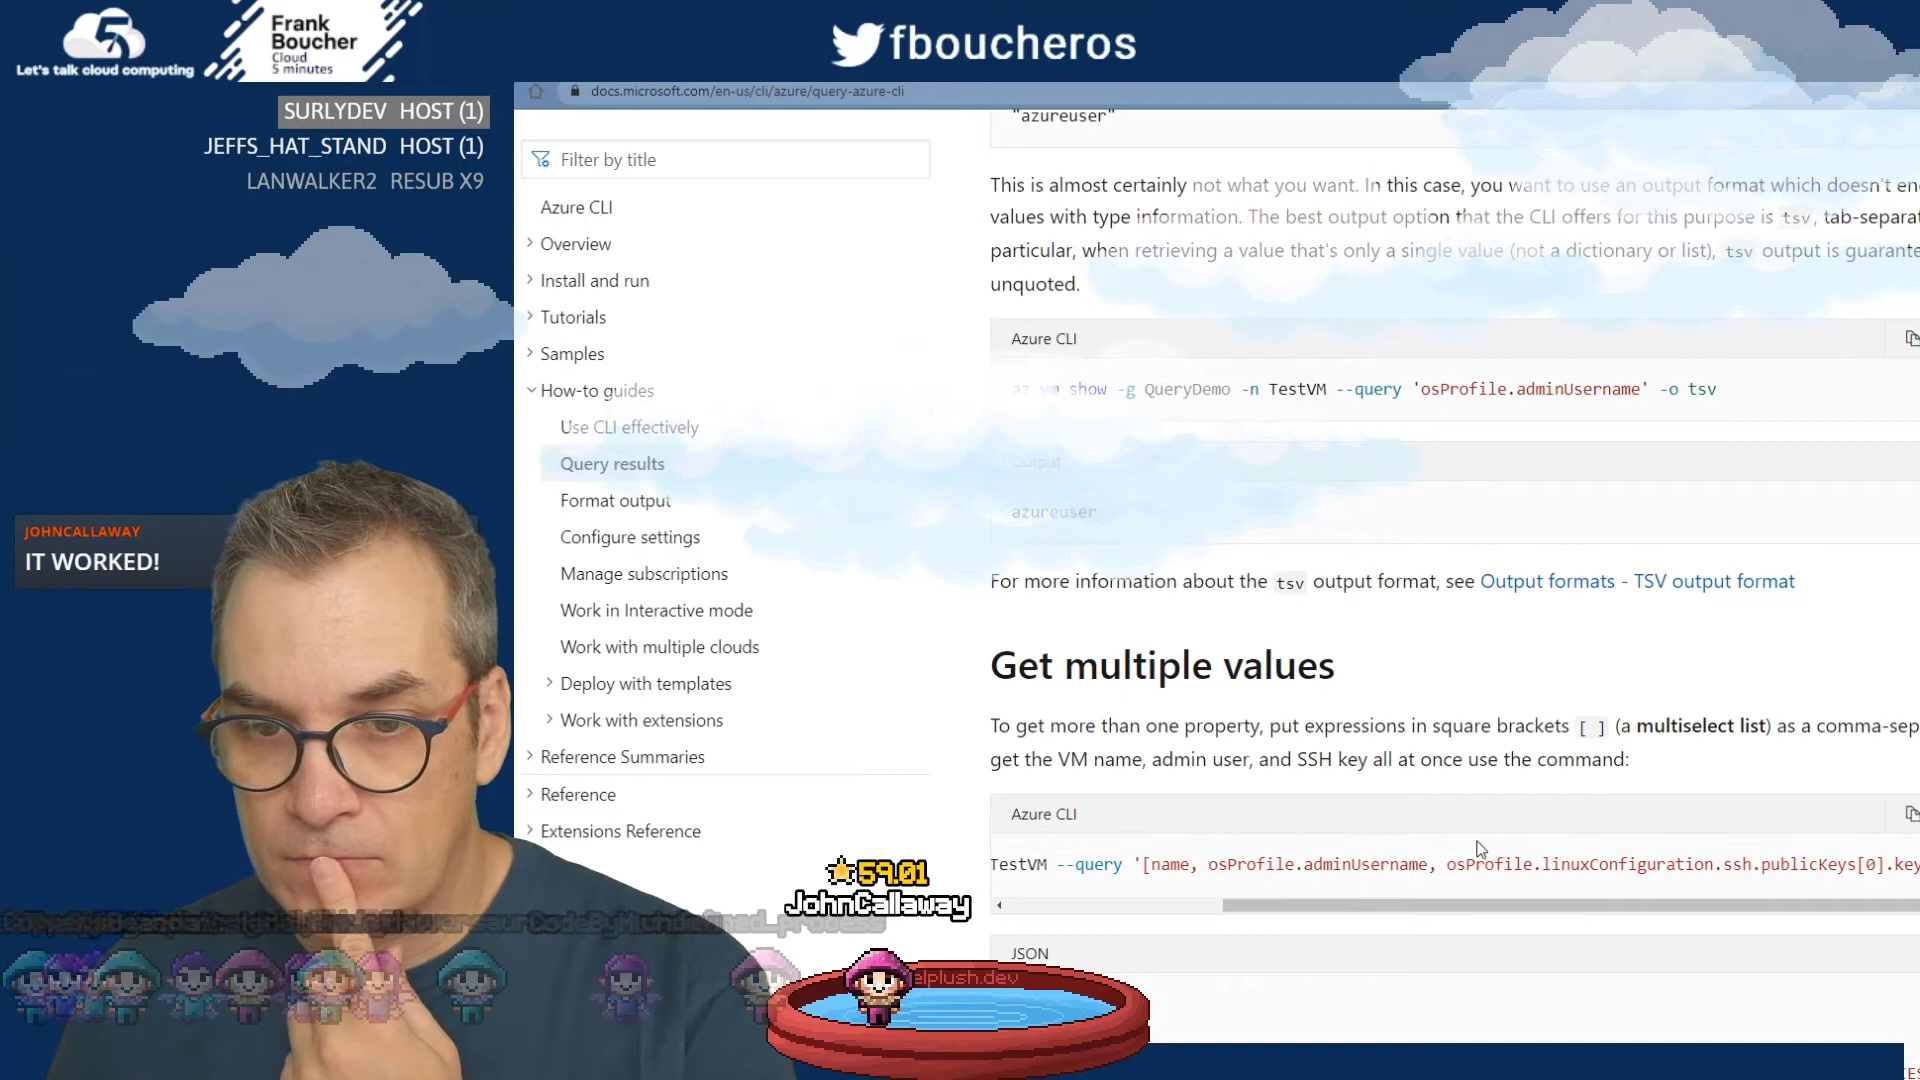 5
Let's talk cloud computing
Frank
Boucher
Cloud
5 minutes
fboucheros
SURLYDEV HOST (1)
JEFFS_HAT_STAND HOST (1)
LANWALKER2 RESUB X9
JOHNCALLAWAY
IT WORKED!
docs.microsoft.com/en-us/cli/azure/query-azure-cli
Filter by title
Azure CLI
Overview
Install and run
Tutorials
Samples
How-to guides
Use CLI effectively
Query results
Format output
Configure settings
Manage subscriptions
Work in Interactive mode
Work with multiple clouds
Deploy with templates
Work with extensions
Reference Summaries
Reference
Extensions Reference
"azureuser"
This is almost certainly not what you want. In this case, you want to use an output format which doesn't en
values with type information. The best output option that the CLI offers for this purpose is tsv, tab-separat
particular, when retrieving a value that's only a single value (not a dictionary or list), tsv output is guarante
unquoted.
Azure CLI
az vm show -g QueryDemo -n TestVM --query 'osProfile.adminUsername' -o tsv
Output
azureuser
For more information about the tsv output format, see Output formats - TSV output format
Get multiple values
To get more than one property, put expressions in square brackets [ ] (a multiselect list) as a comma-sep
get the VM name, admin user, and SSH key all at once use the command:
Azure CLI
TestVM --query '[name, osProfile.adminUsername, osProfile.linuxConfiguration.ssh.publicKeys[0].key
JSON
59.01
JohnCallaway
elplush.dev